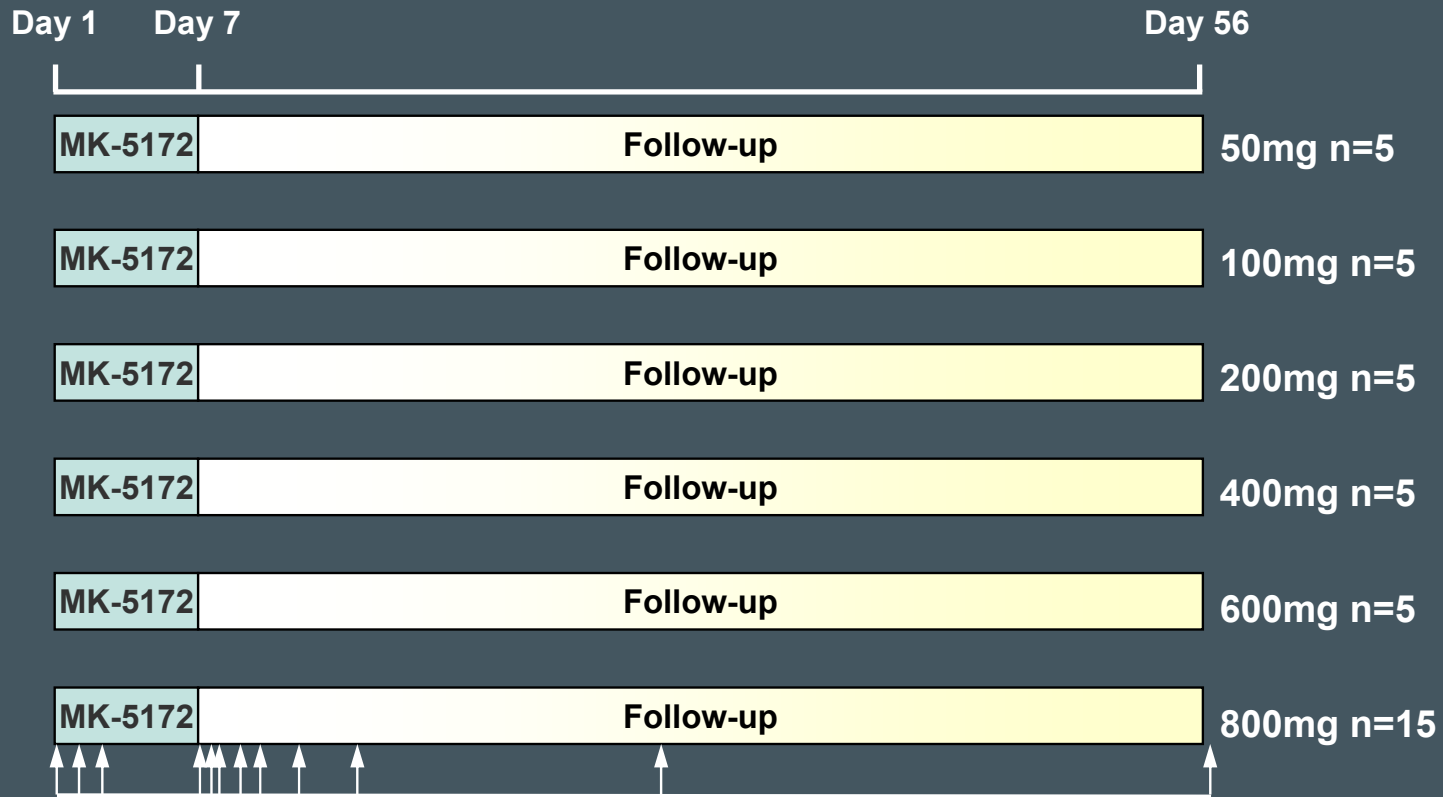 Day 1 Day 7 Day 56
MK-5172 Follow-up 50mg n=5
MK-5172 Follow-up 100mg n=5
MK-5172 Follow-up 200mg n=5
MK-5172 Follow-up 400mg n=5
MK-5172 Follow-up 600mg n=5
MK-5172 Follow-up 800mg n=15